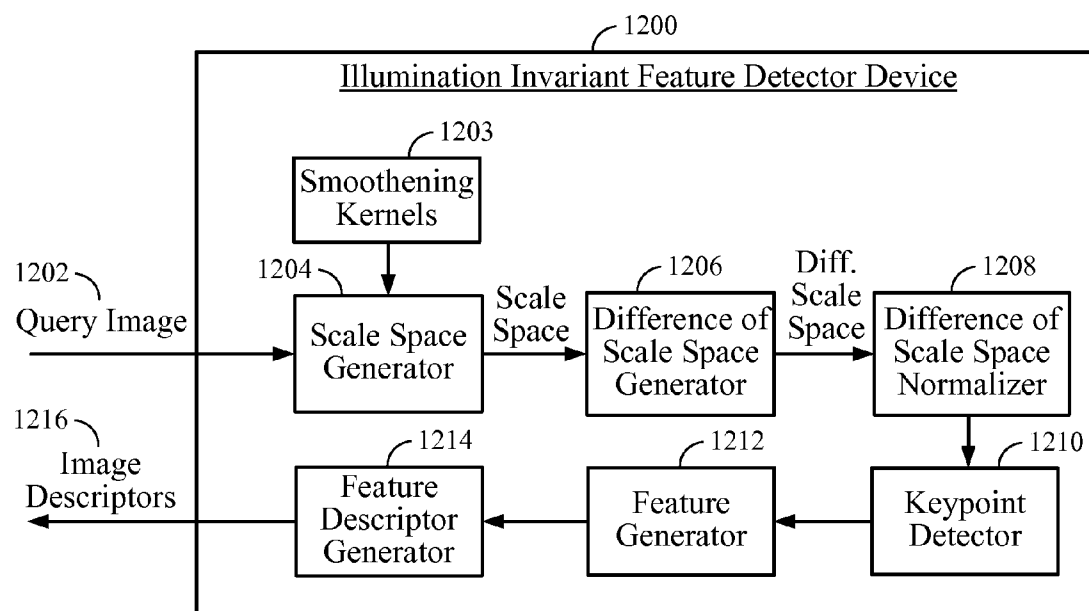 1200
Illumination Invariant Feature Detector Device
1203
Smoothening
Kernels
1202
Query Image
1204
Scale Space
Generator
Scale
Space
1206
Difference of
Scale Space
Generator
Diff.
Scale
Space
1208
Difference of
Scale Space
Normalizer
1216
Image
Descriptors
1214
Feature
Descriptor
Generator
1212
Feature
Generator
1210
Keypoint
Detector